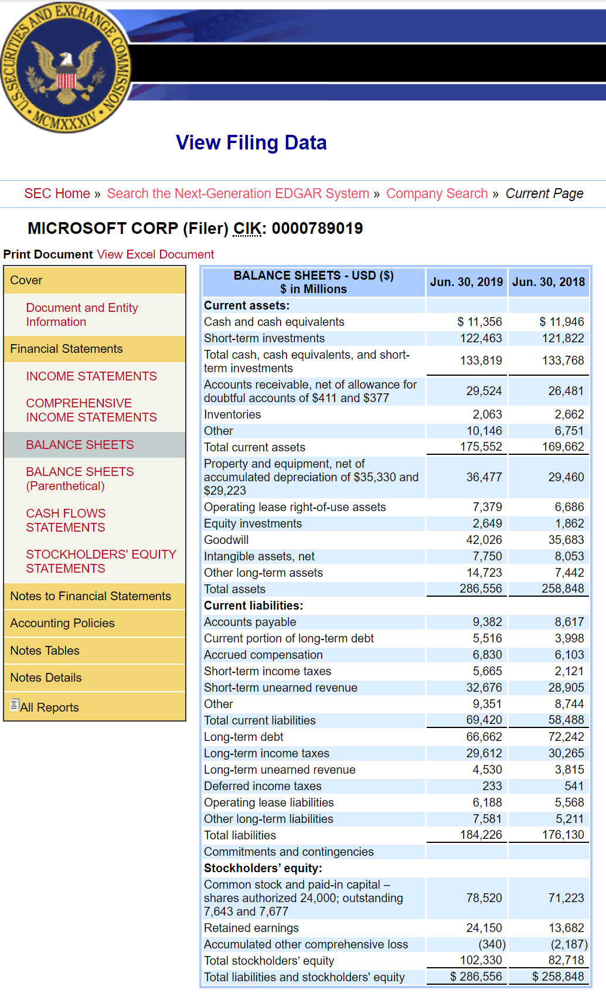 U.S. SECURITIES AND EXCHANGE COMMISSION
MCMXXXIV
View Filing Data
SEC Home » Search the Next-Generation EDGAR System » Company Search » Current Page
MICROSOFT CORP (Filer) CIK: 0000789019
Print Document View Excel Document
Cover
Document and Entity
Information
Financial Statements
INCOME STATEMENTS
COMPREHENSIVE
INCOME STATEMENTS
BALANCE SHEETS
BALANCE SHEETS
(Parenthetical)
CASH FLOWS
STATEMENTS
STOCKHOLDERS' EQUITY
STATEMENTS
Notes to Financial Statements
Accounting Policies
Notes Tables
Notes Details
All Reports
BALANCE SHEETS - USD ($)
$ in Millions
Jun. 30, 2019 Jun. 30, 2018
Current assets:
Cash and cash equivalents $ 11,356 $ 11,946
Short-term investments 122,463 121,822
Total cash, cash equivalents, and short-
term investments
133,819 133,768
Accounts receivable, net of allowance for
doubtful accounts of $411 and $377
29,524 26,481
Inventories 2,063 2,662
Other 10,146 6,751
Total current assets 175,552 169,662
Property and equipment, net of
accumulated depreciation of $35,330 and
$29,223
36,477 29,460
Operating lease right-of-use assets 7,379 6,686
Equity investments 2,649 1,862
Goodwill 42,026 35,683
Intangible assets, net 7,750 8,053
Other long-term assets 14,723 7,442
Total assets 286,556 258,848
Current liabilities:
Accounts payable 9,382 8,617
Current portion of long-term debt 5,516 3,998
Accrued compensation 6,830 6,103
Short-term income taxes 5,665 2,121
Short-term unearned revenue 32,676 28,905
Other 9,351 8,744
Total current liabilities 69,420 58,488
Long-term debt 66,662 72,242
Long-term income taxes 29,612 30,265
Long-term unearned revenue 4,530 3,815
Deferred income taxes 233 541
Operating lease liabilities 6,188 5,568
Other long-term liabilities 7,581 5,211
Total liabilities 184,226 176,130
Commitments and contingencies
Stockholders’ equity:
Common stock and paid-in capital –
shares authorized 24,000; outstanding
7,643 and 7,677
78,520 71,223
Retained earnings 24,150 13,682
Accumulated other comprehensive loss (340) (2,187)
Total stockholders’ equity 102,330 82,718
Total liabilities and stockholders' equity $ 286,556 $ 258,848